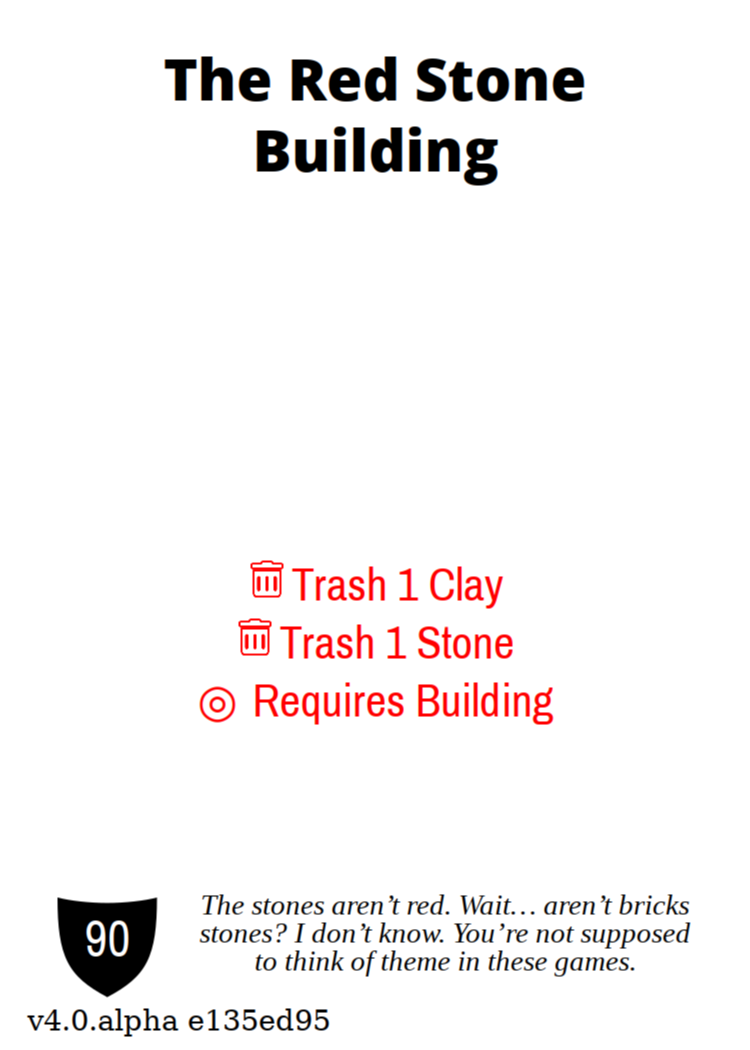 The Red Stone
Building
Trash 1 Clay
Trash 1 Stone
Requires Building
The stones aren’t red. Wait… aren’t bricks
stones? I don’t know. You’re not supposed
to think of theme in these games.
90
v4.0.alpha e135ed95